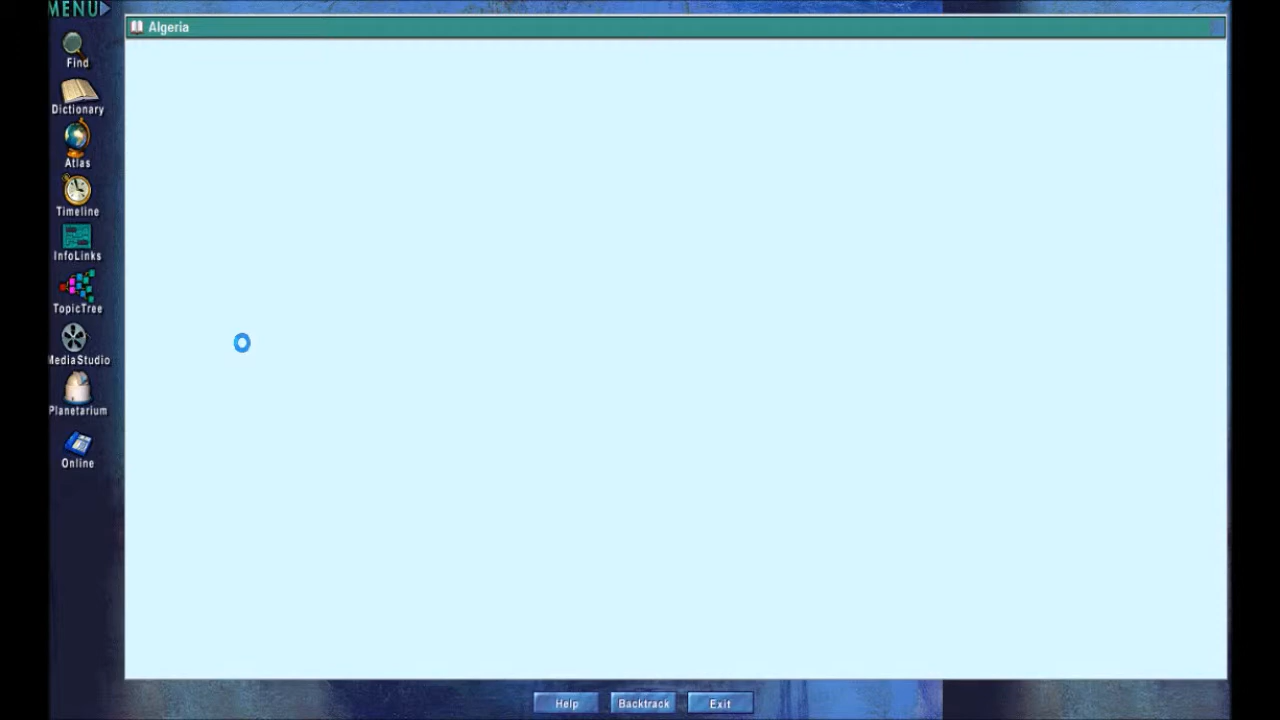 MENU
Algeria
Find
Dictionary
Atlas
Timeline
InfoLinks
TopicTree
MediaStudio
Planetarium
Online
Help
Backtrack
Exit